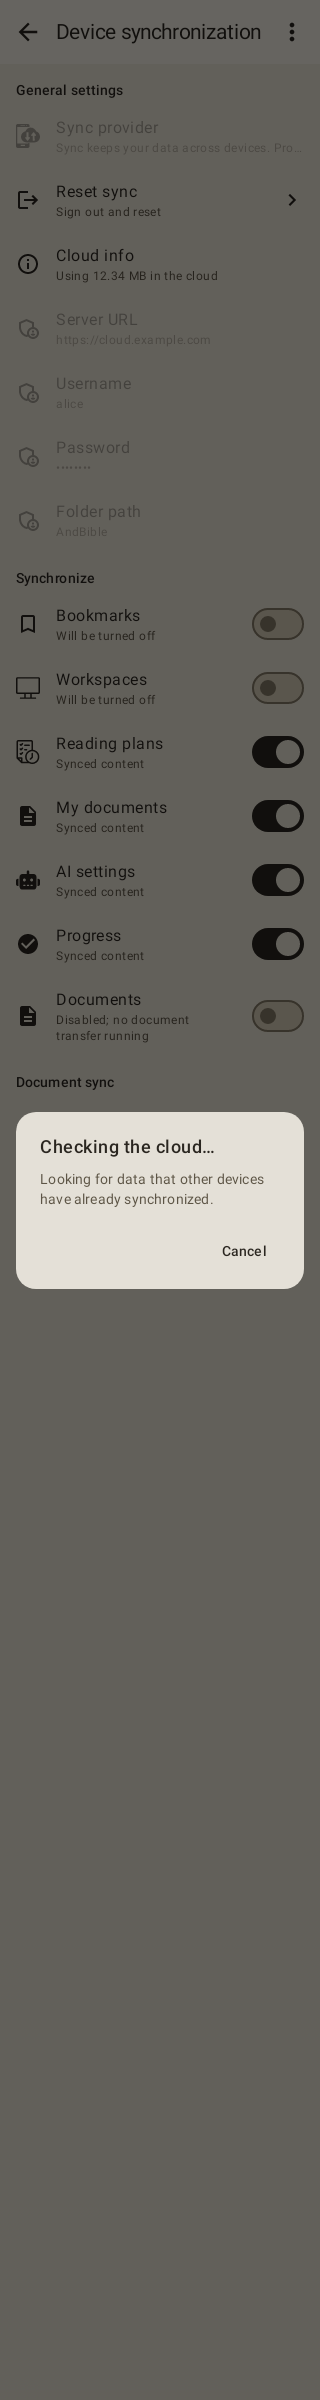 Device synchronization
General settings
Sync provider
Sync keeps your data across devices. Pro…
Reset sync
Sign out and reset
Cloud info
Using 12.34 MB in the cloud
Server URL
https://cloud.example.com
Username
alice
Password
••••••••
Folder path
AndBible
Synchronize
Bookmarks
Will be turned off
Workspaces
Will be turned off
Reading plans
Synced content
My documents
Synced content
AI settings
Synced content
Progress
Synced content
Documents
Disabled; no document
transfer running
Document sync
Checking the cloud…
Looking for data that other devices
have already synchronized.
Cancel